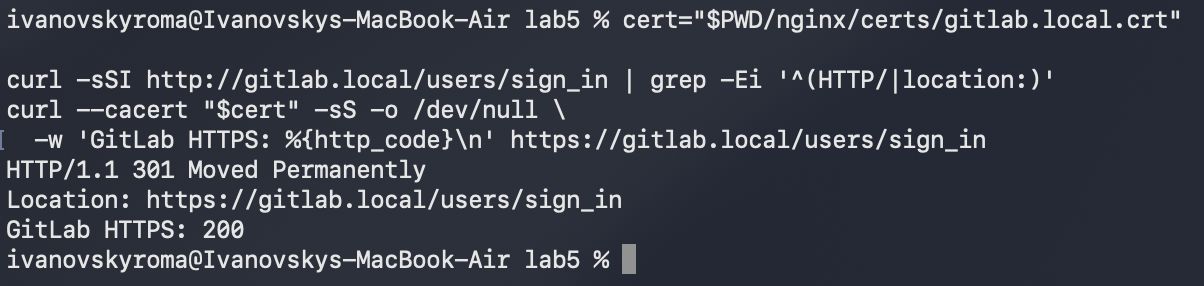 ivanovskyroma@Ivanovskys-MacBook-Air lab5 % cert="$PWD/nginx/certs/gitlab.local.crt"
curl -sSI http://gitlab.local/users/sign_in | grep -Ei '^(HTTP/|location:)'
curl --cacert "$cert" -sS -o /dev/null \
  -w 'GitLab HTTPS: %{http_code}\n' https://gitlab.local/users/sign_in
HTTP/1.1 301 Moved Permanently
Location: https://gitlab.local/users/sign_in
GitLab HTTPS: 200
ivanovskyroma@Ivanovskys-MacBook-Air lab5 %